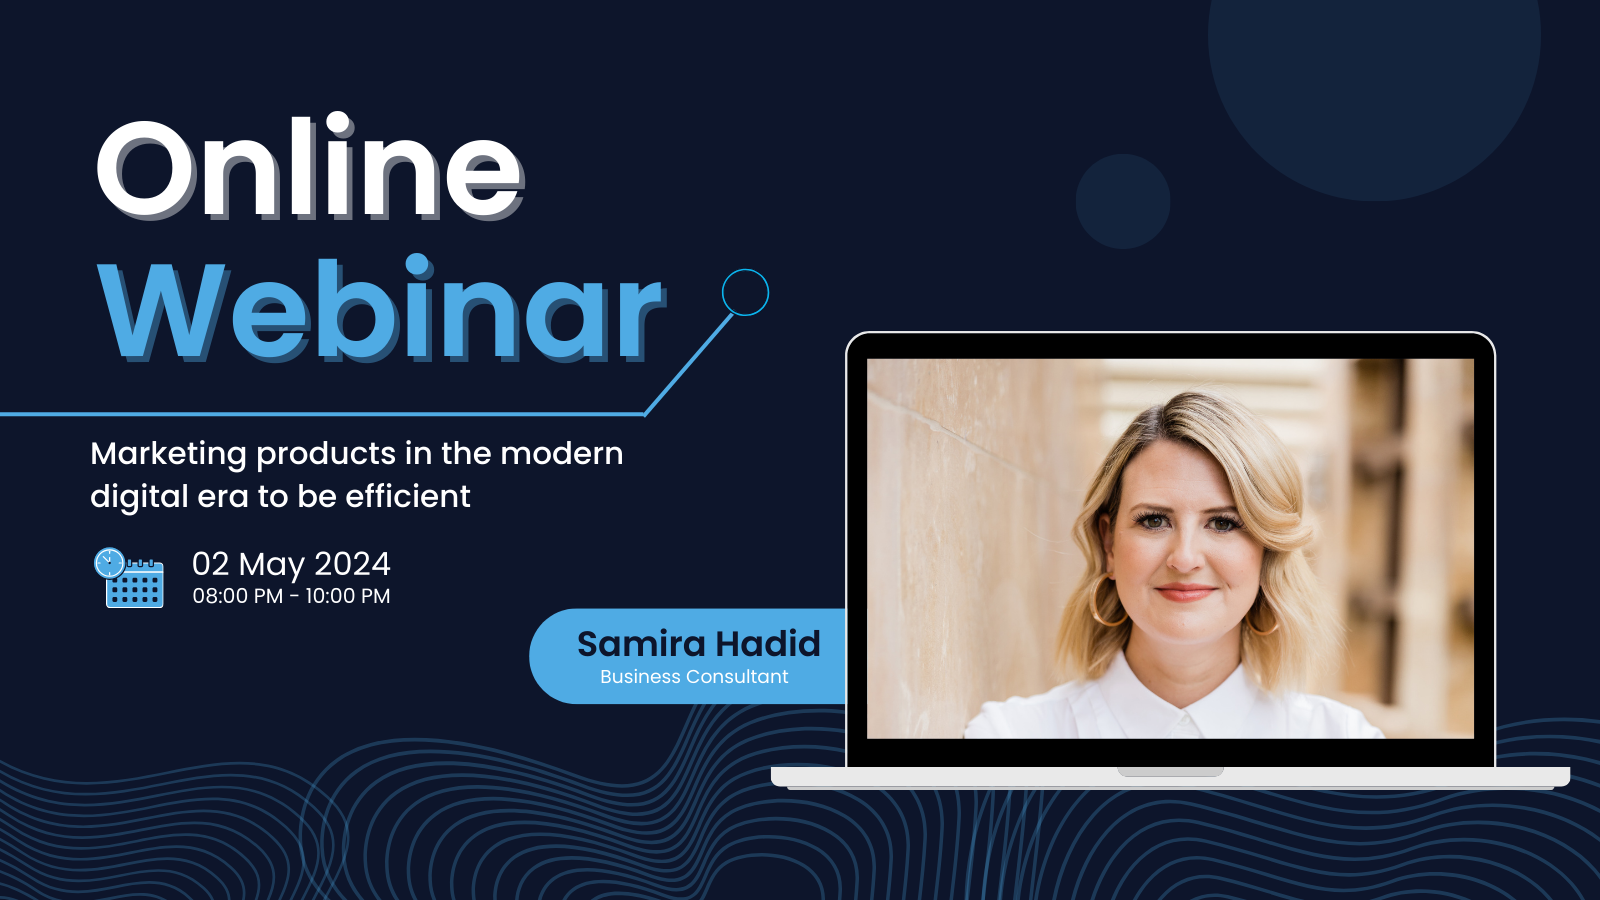 Online
Webinar
Marketing products in the modern
digital era to be efficient
02 May 2024
08:00 PM - 10:00 PM
Samira Hadid
Business Consultant